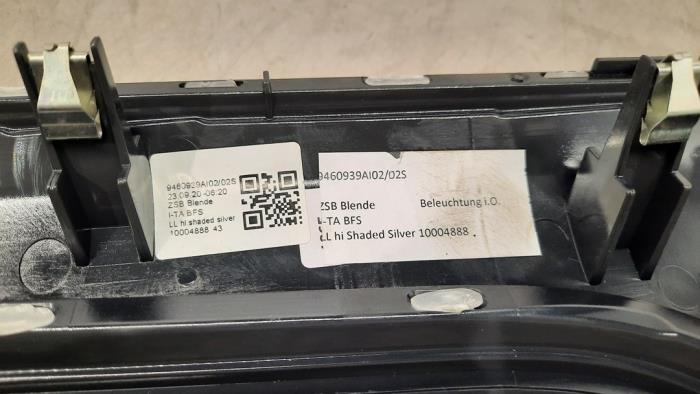 9460939AI02/02S
23.09.20 -06:20
ZSB Blende
I-TA BFS
LL hi shaded silver
10004888 43
9460939AI02/02S
ZSB Blende Beleuchtung i.O.
I-TA BFS
LL hi Shaded Silver 10004888